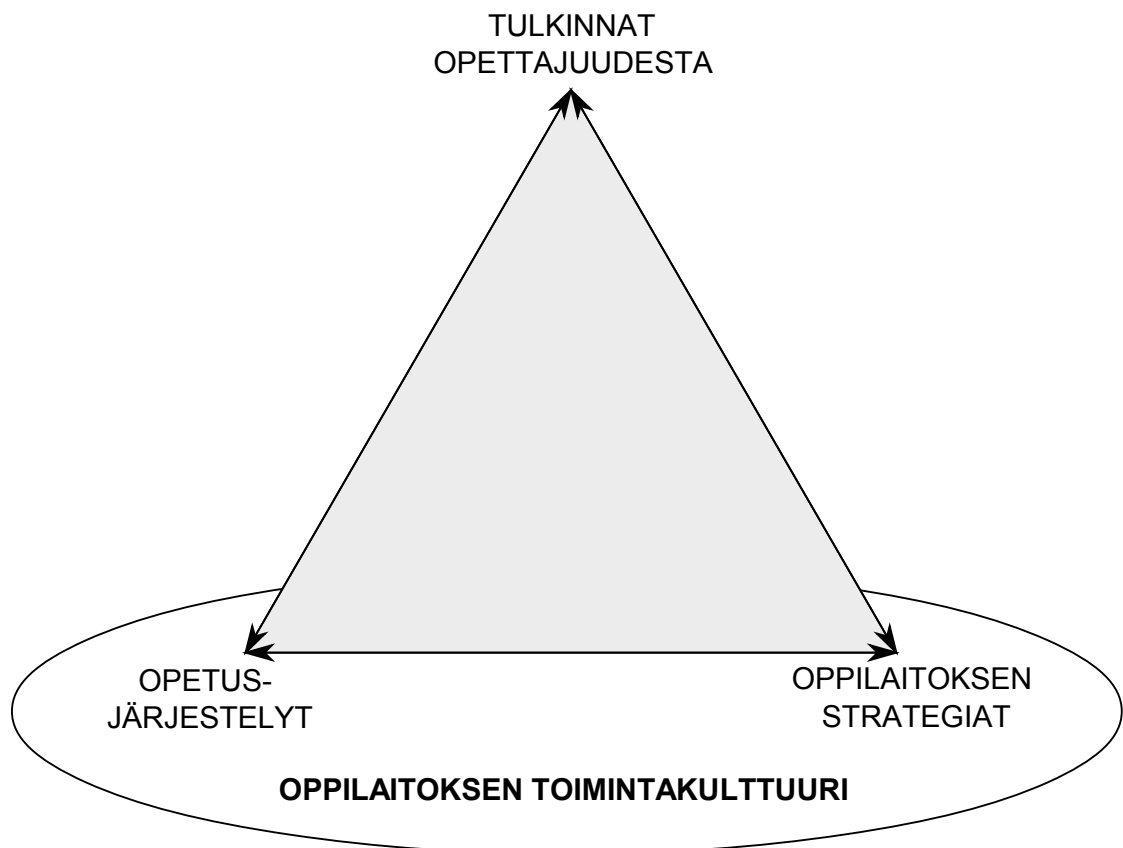 TULKINNAT
OPETTAJUUDESTA
OPETUS-
JÄRJESTELYT
OPPILAITOKSEN
STRATEGIAT
OPPILAITOKSEN TOIMINTAKULTTUURI